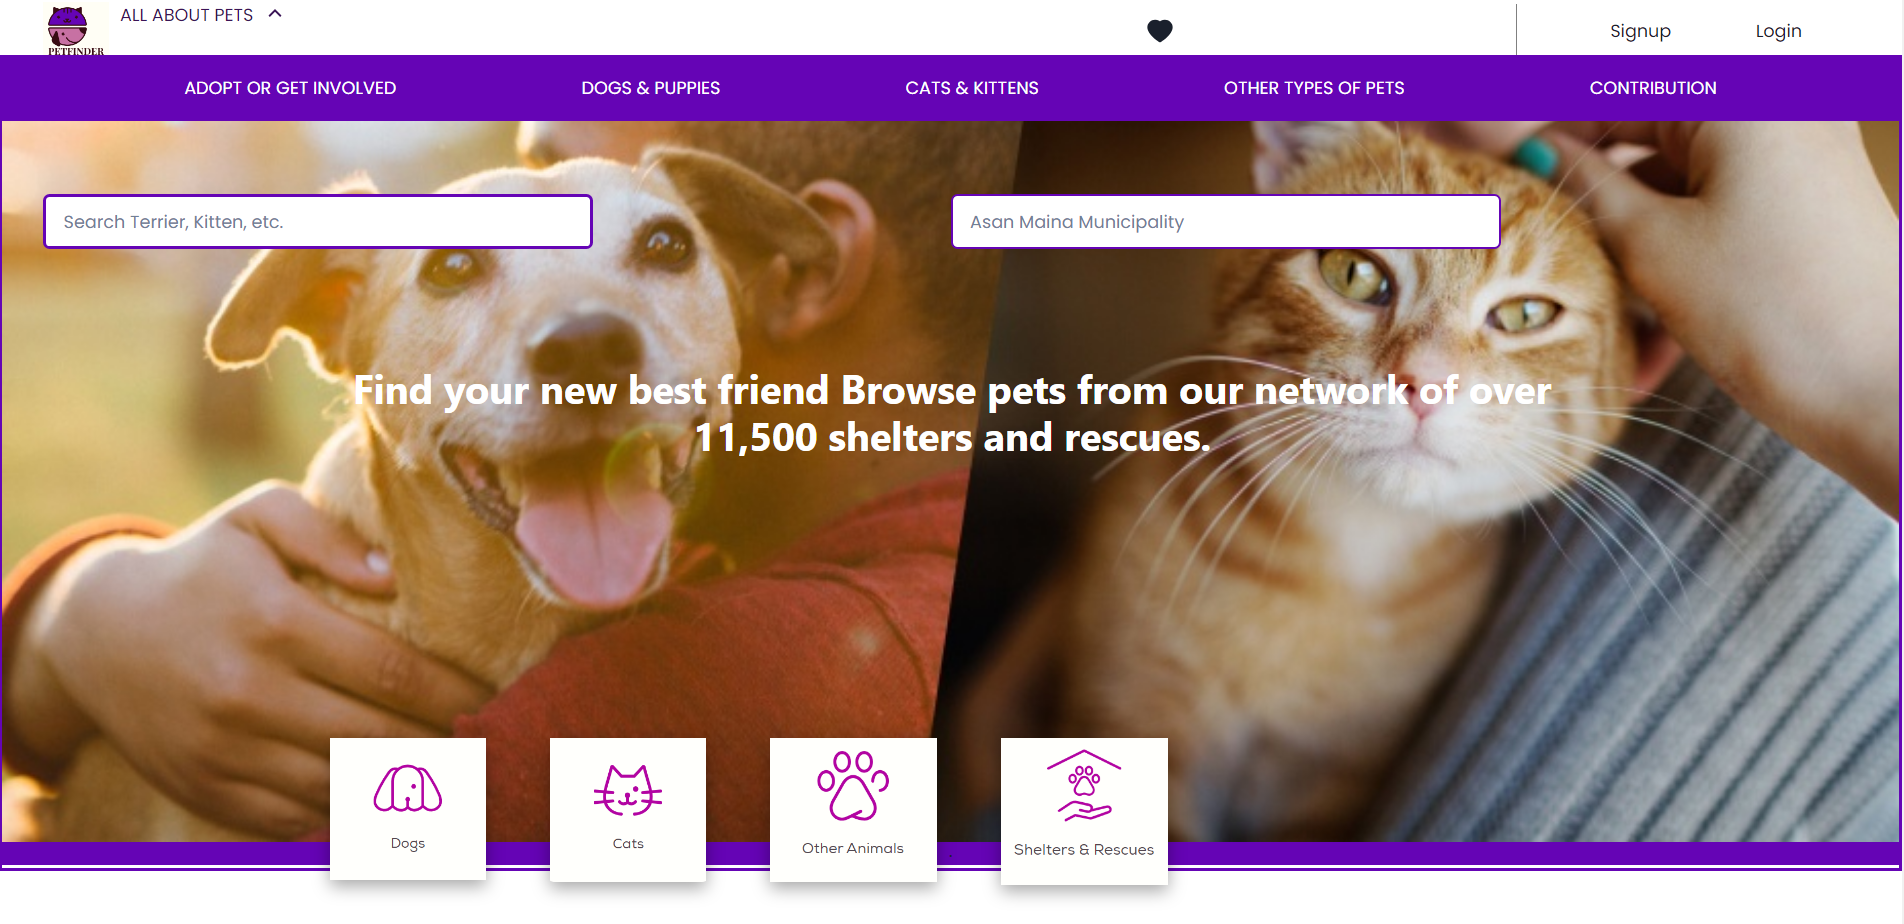 PETFINDER
ALL ABOUT PETS
Signup
Login
ADOPT OR GET INVOLVED
DOGS & PUPPIES
CATS & KITTENS
OTHER TYPES OF PETS
CONTRIBUTION
Search Terrier, Kitten, etc.
Asan Maina Municipality
Find your new best friend Browse pets from our network of over
11,500 shelters and rescues.
Dogs
Cats
Other Animals
Shelters & Rescues